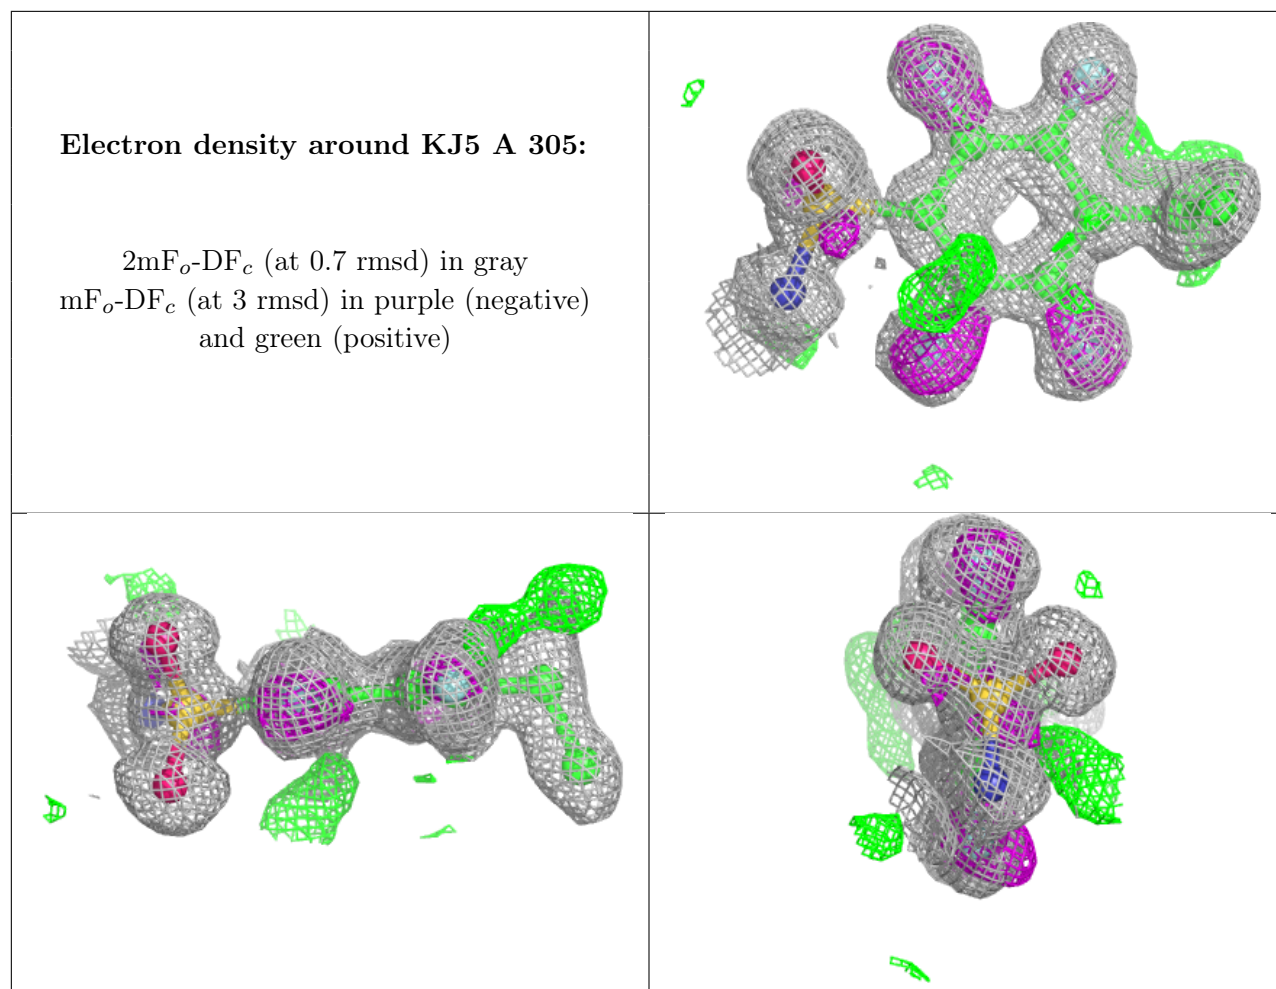 Electron density around KJ5 A 305:
2mFₒ-DF𝒸 (at 0.7 rmsd) in gray
mFₒ-DF𝒸 (at 3 rmsd) in purple (negative)
and green (positive)